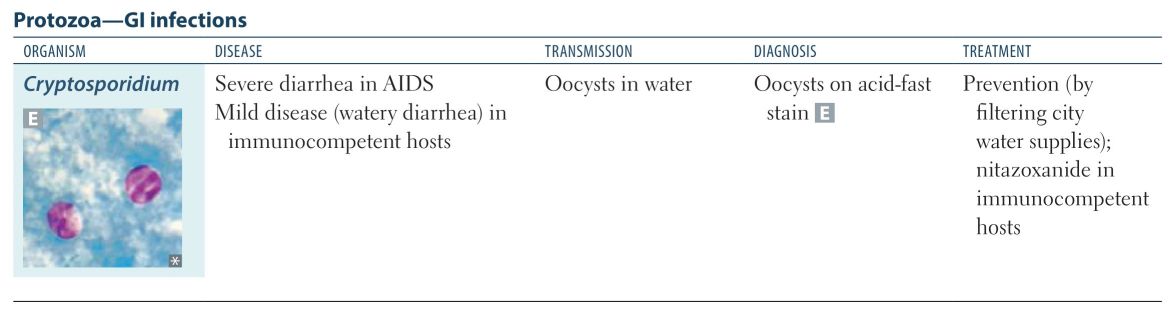 Protozoa—GI infections
ORGANISM DISEASE TRANSMISSION DIAGNOSIS TREATMENT
Cryptosporidium
E
*
Severe diarrhea in AIDS
Mild disease (watery diarrhea) in
immunocompetent hosts
Oocysts in water
Oocysts on acid-fast
stain E
Prevention (by
filtering city
water supplies);
nitazoxanide in
immunocompetent
hosts